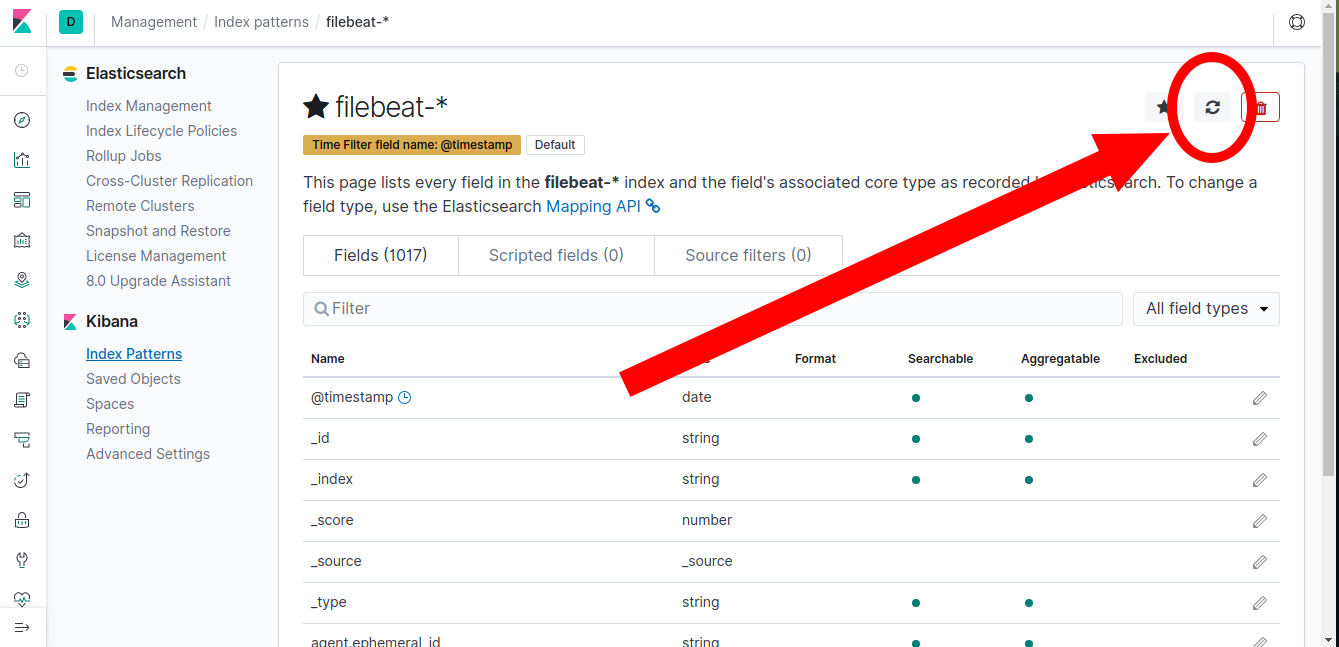 D Management / Index patterns / filebeat-*
Elasticsearch
Index Management
Index Lifecycle Policies
Rollup Jobs
Cross-Cluster Replication
Remote Clusters
Snapshot and Restore
License Management
8.0 Upgrade Assistant
Kibana
Index Patterns
Saved Objects
Spaces
Reporting
Advanced Settings
filebeat-*
Time Filter field name: @timestamp Default
This page lists every field in the filebeat-* index and the field's associated core type as recorded To change a
field type, use the Elasticsearch Mapping API
Fields (1017) Scripted fields (0) Source filters (0)
Filter All field types
Name Format Searchable Aggregatable Excluded
@timestamp date
_id string
_index string
_score number
_source _source
_type string
agent.ephemeral_id string